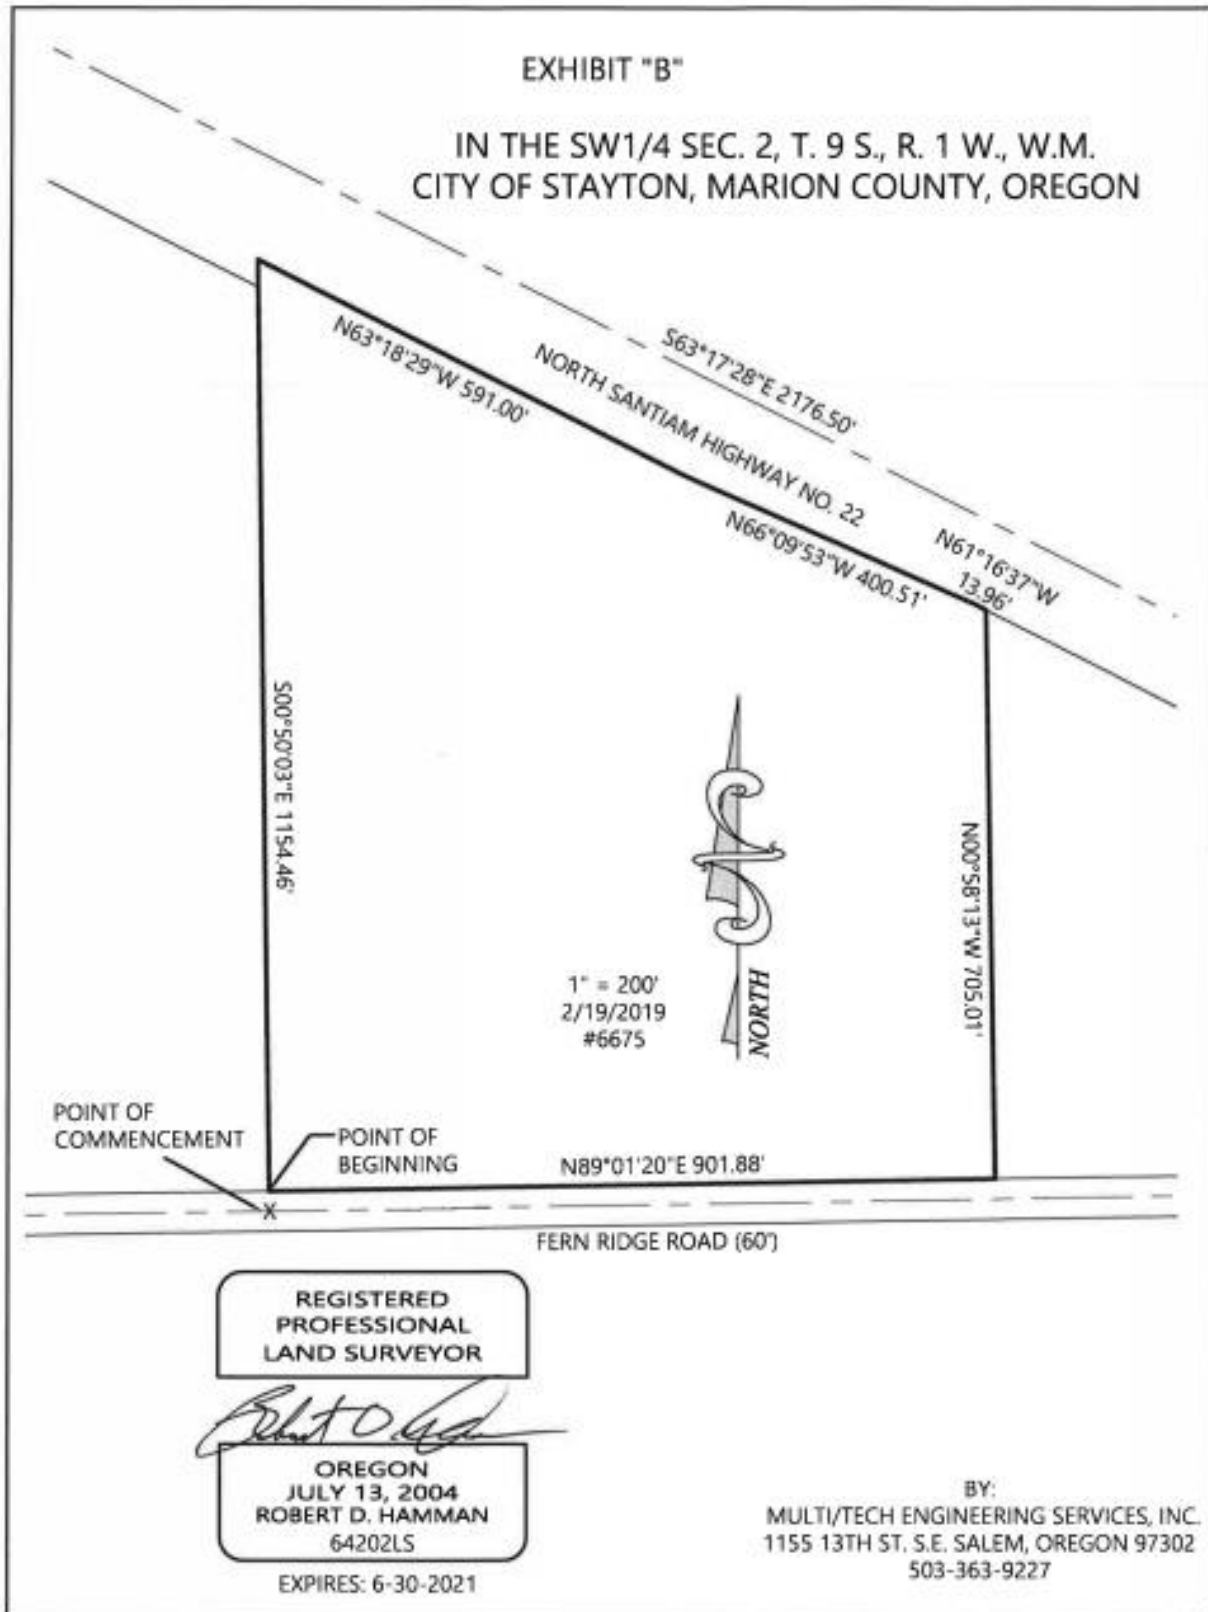 EXHIBIT "B"
IN THE SW1/4 SEC. 2, T. 9 S., R. 1 W., W.M.
CITY OF STAYTON, MARION COUNTY, OREGON
S63°17'28"E 2176.50'
NORTH SANTIAM HIGHWAY NO. 22
N63°18'29"W 591.00'
N66°09'53"W 400.51'
N61°16'37"W
13.96'
S00°50'03"E 1154.46'
N00°58'13"W 705.01'
1" = 200'
2/19/2019
#6675
NORTH
POINT OF
COMMENCEMENT
POINT OF
BEGINNING
N89°01'20"E 901.88'
X
FERN RIDGE ROAD (60')
REGISTERED
PROFESSIONAL
LAND SURVEYOR
OREGON
JULY 13, 2004
ROBERT D. HAMMAN
64202LS
EXPIRES: 6-30-2021
BY:
MULTI/TECH ENGINEERING SERVICES, INC.
1155 13TH ST. S.E. SALEM, OREGON 97302
503-363-9227